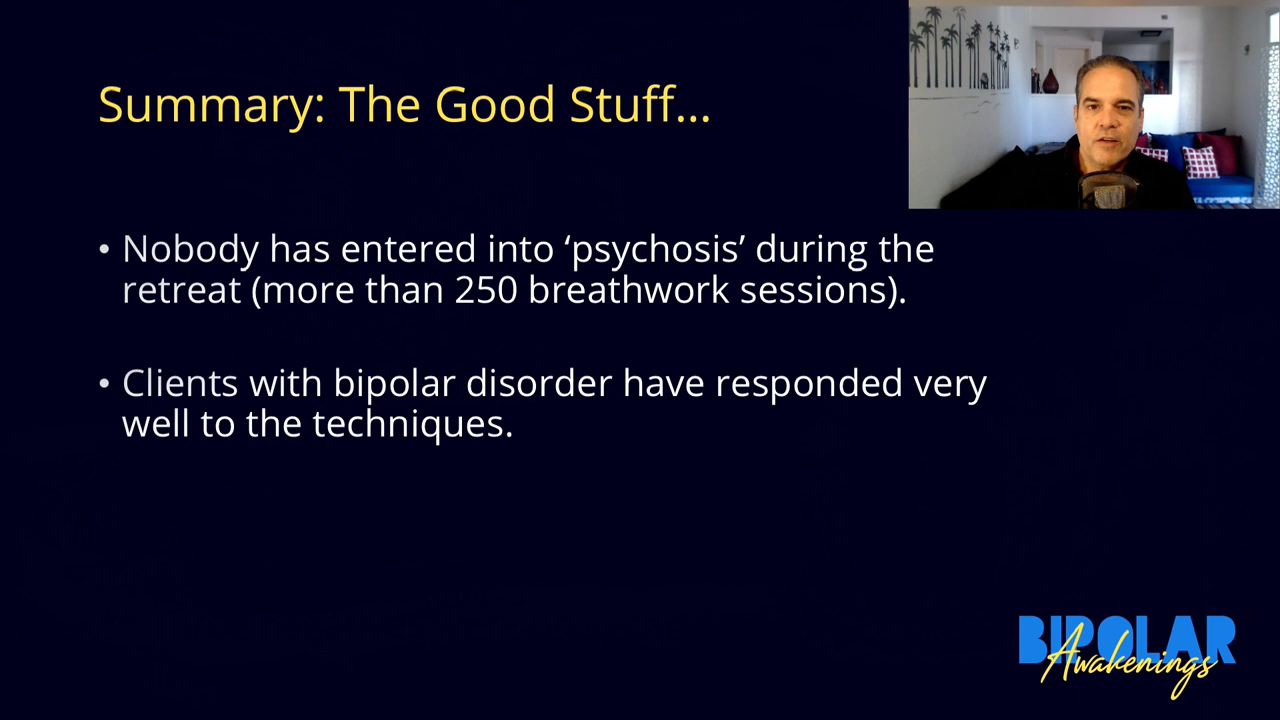 Summary: The Good Stuff...
• Nobody has entered into ‘psychosis’ during the
retreat (more than 250 breathwork sessions).
• Clients with bipolar disorder have responded very
well to the techniques.
BIPOLAR
Awakenings